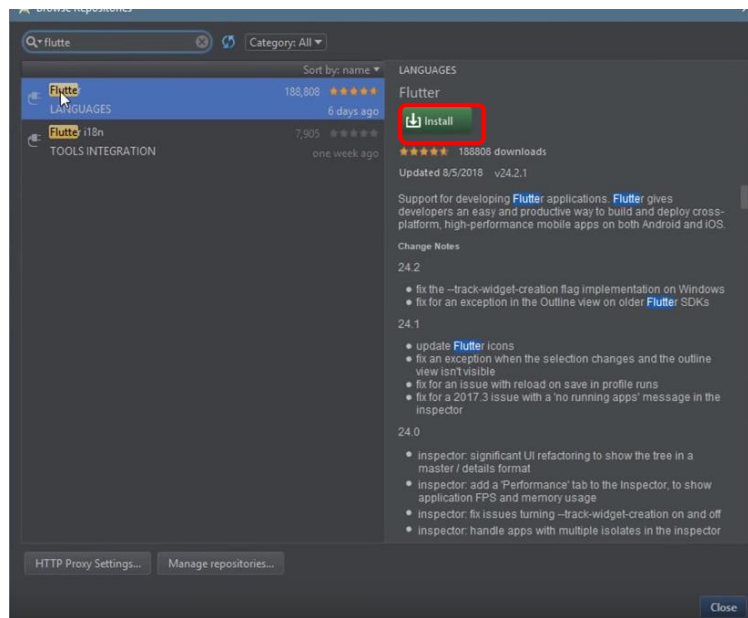 Browse Repositories
flutte
Category: All
Sort by: name
Flutter
188,808
LANGUAGES
6 days ago
Flutter i18n
7,905
TOOLS INTEGRATION
one week ago
LANGUAGES
Flutter
Install
188808 downloads
Updated 8/5/2018 v24.2.1
Support for developing Flutter applications. Flutter gives
developers an easy and productive way to build and deploy cross-
platform, high-performance mobile apps on both Android and iOS.
Change Notes
24.2
• fix the --track-widget-creation flag implementation on Windows
• fix for an exception in the Outline view on older Flutter SDKs
24.1
• update Flutter icons
• fix an exception when the selection changes and the outline
view isn't visible
• fix for an issue with reload on save in profile runs
• fix for a 2017.3 issue with a 'no running apps' message in the
inspector
24.0
• inspector: significant UI refactoring to show the tree in a
master / details format
• inspector: add a 'Performance' tab to the Inspector, to show
application FPS and memory usage
• inspector: fix issues turning --track-widget-creation on and off
• inspector: handle apps with multiple isolates in the inspector
HTTP Proxy Settings...
Manage repositories...
Close